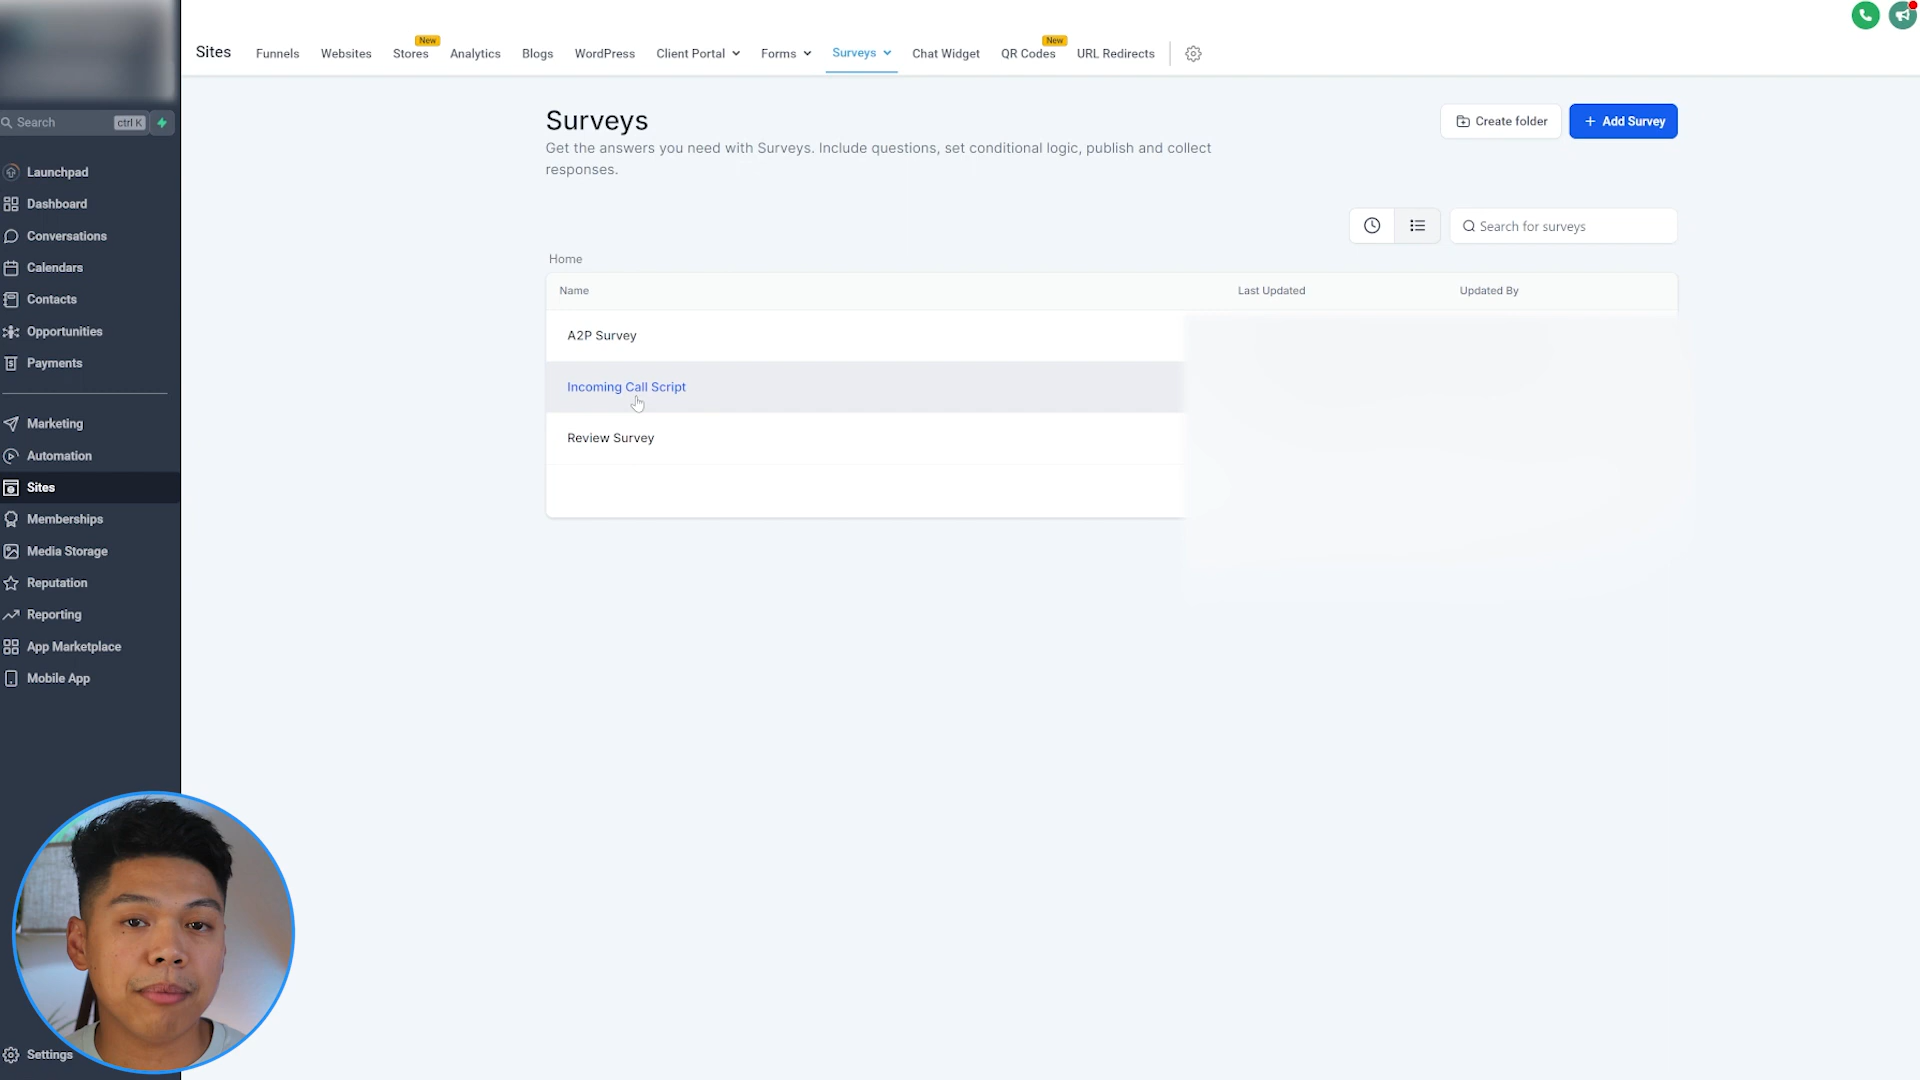 Search
ctrl K
Launchpad
Dashboard
Conversations
Calendars
Contacts
Opportunities
Payments
Marketing
Automation
Sites
Memberships
Media Storage
Reputation
Reporting
App Marketplace
Mobile App
Settings
Sites
Funnels
Websites
Stores
New
Analytics
Blogs
WordPress
Client Portal
Forms
Surveys
Chat Widget
QR Codes
New
URL Redirects
Surveys
Get the answers you need with Surveys. Include questions, set conditional logic, publish and collect
responses.
Create folder
+ Add Survey
Search for surveys
Home
Name
Last Updated
Updated By
A2P Survey
Incoming Call Script
Review Survey